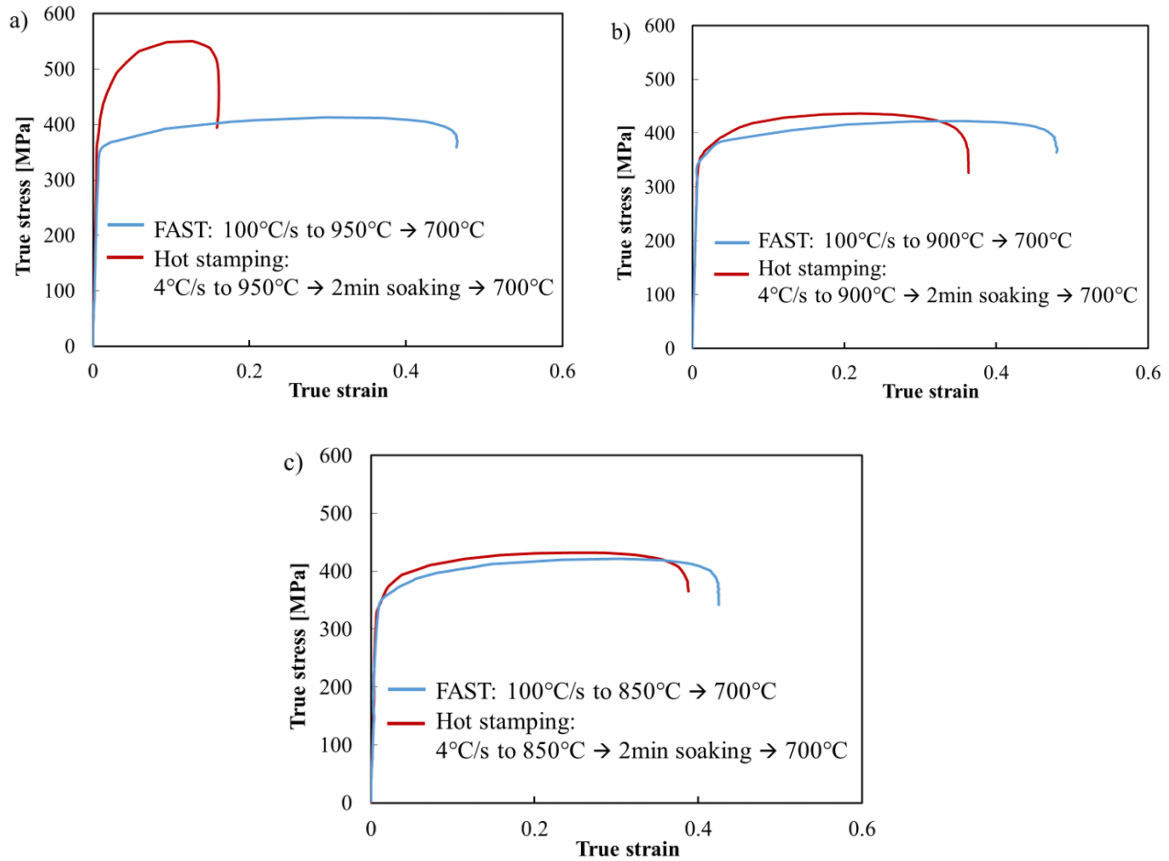 a)
600
500
400
300
200
100
0
True stress [MPa]
FAST: 100°C/s to 950°C → 700°C
Hot stamping:
4°C/s to 950°C → 2min soaking → 700°C
0
0.2
0.4
0.6
True strain
b)
600
500
400
300
200
100
0
True stress [MPa]
FAST: 100°C/s to 900°C → 700°C
Hot stamping:
4°C/s to 900°C → 2min soaking → 700°C
0
0.2
0.4
0.6
True strain
c)
600
500
400
300
200
100
0
True stress [MPa]
FAST: 100°C/s to 850°C → 700°C
Hot stamping:
4°C/s to 850°C → 2min soaking → 700°C
0
0.2
0.4
0.6
True strain